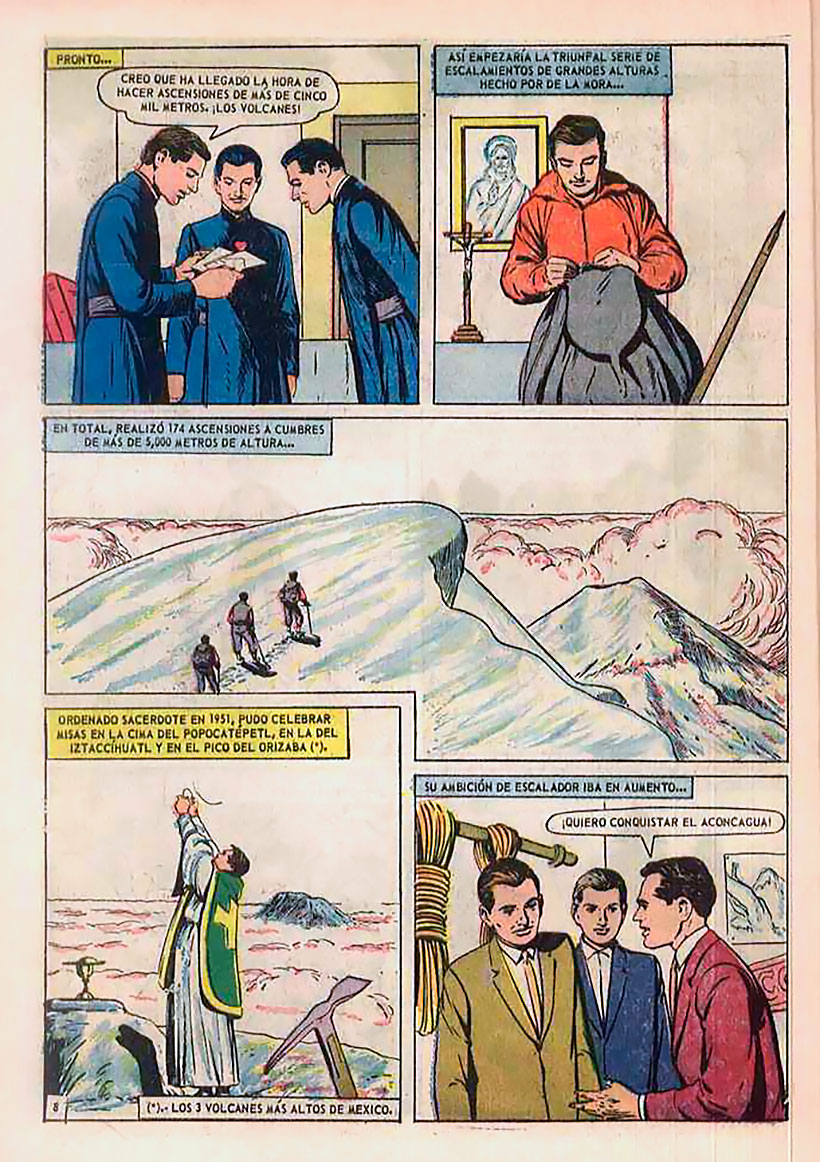 PRONTO...
CREO QUE HA LLEGADO LA HORA DE
HACER ASCENSIONES DE MÁS DE CINCO
MIL METROS. ¡LOS VOLCANES!
ASÍ EMPEZARÍA LA TRIUNFAL SERIE DE
ESCALAMIENTOS DE GRANDES ALTURAS
HECHO POR DE LA MORA...
EN TOTAL, REALIZÓ 174 ASCENSIONES A CUMBRES
DE MÁS DE 5,000 METROS DE ALTURA...
ORDENADO SACERDOTE EN 1951, PUDO CELEBRAR
MISAS EN LA CIMA DEL POPOCATÉPETL, EN LA DEL
IZTACCÍHUATL Y EN EL PICO DEL ORIZABA (*).
8
(*).- LOS 3 VOLCANES MÁS ALTOS DE MEXICO.
SU AMBICIÓN DE ESCALADOR IBA EN AUMENTO...
¡QUIERO CONQUISTAR EL ACONCAGUA!